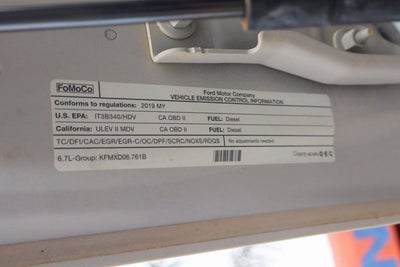 FoMoCo
Ford Motor Company
VEHICLE EMISSION CONTROL INFORMATION
Conforms to regulations: 2019 MY
U.S. EPA: IT3B340/HDV CA OBD II FUEL: Diesel
California: ULEV II MDV CA OBD II FUEL: Diesel
TC/DFI/CAC/EGR/EGR-C/OC/DPF/SCRC/NOXS/RDQS No adjustments needed.
6.7L-Group: KFMXD06.761B